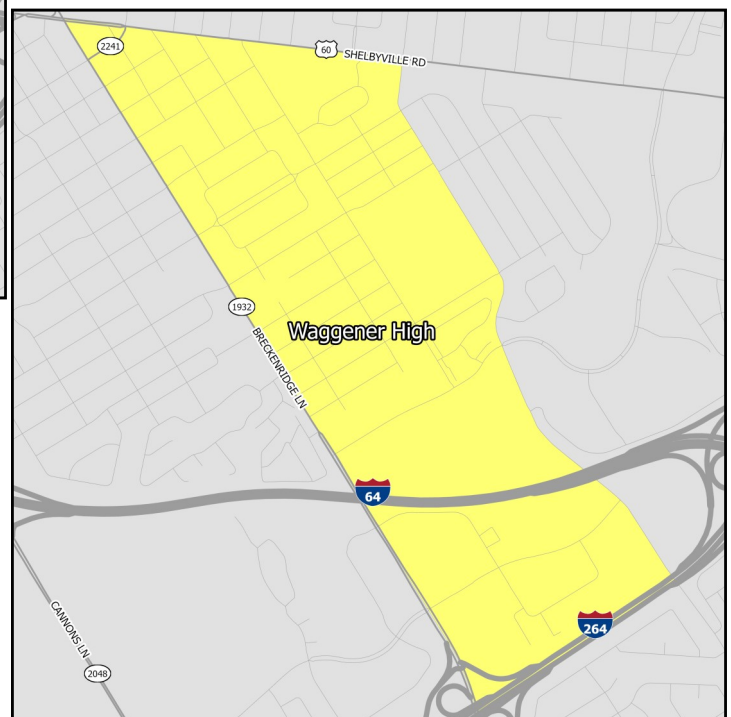 2241
60
SHELBYVILLE RD
1932
BRECKENRIDGE LN
Waggener High
64
264
CANNONS LN
2048